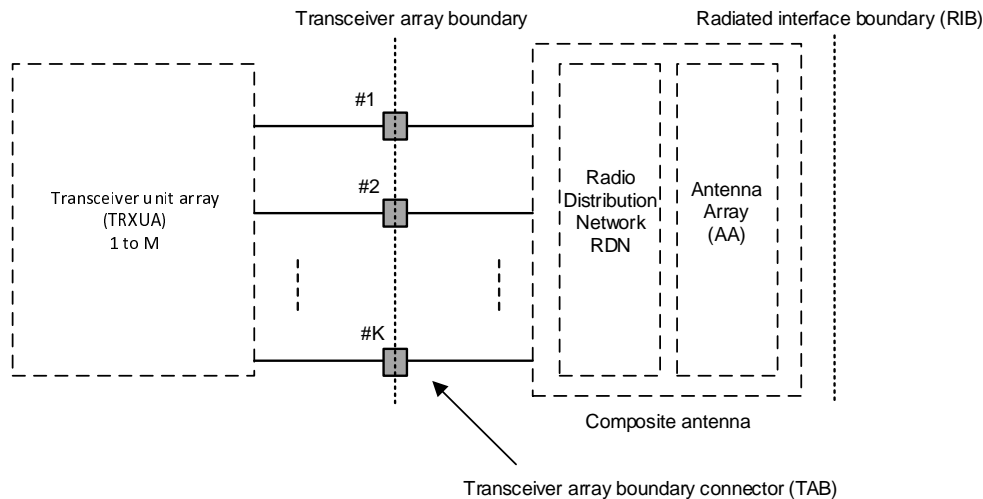 Transceiver array boundary
Radiated interface boundary (RIB)
#1
#2
#K
Transceiver unit array
(TRXUA)
1 to M
Radio
Distribution
Network
RDN
Antenna
Array
(AA)
Composite antenna
Transceiver array boundary connector (TAB)